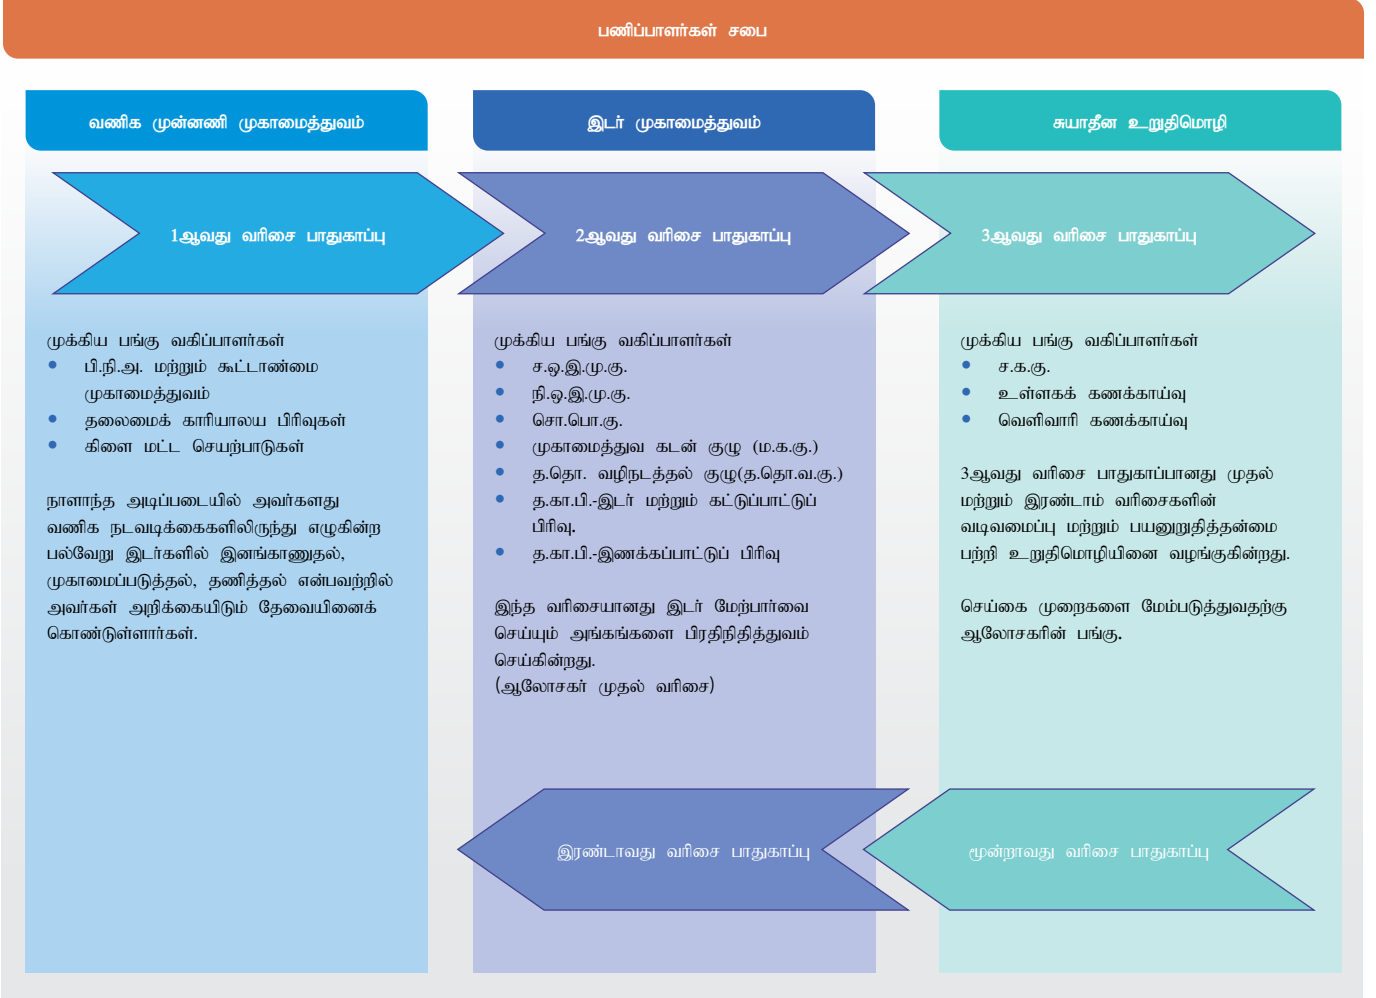 பணிப்பாளர்கள் சபை
வணிக முன்னணி முகாமைத்துவம்
1ஆவது வரிசை பாதுகாப்பு
முக்கிய பங்கு வகிப்பாளர்கள்
• பி.நி.அ. மற்றும் கூட்டாண்மை
முகாமைத்துவம்
• தலைமைக் காரியாலய பிரிவுகள்
• கிளை மட்ட செயற்பாடுகள்
நாளாந்த அடிப்படையில் அவர்களது
வணிக நடவடிக்கைகளிலிருந்து எழுகின்ற
பல்வேறு இடர்களில் இனங்காணுதல்,
முகாமைப்படுத்தல், தணித்தல் என்பவற்றில்
அவர்கள் அறிக்கையிடும் தேவையினைக்
கொண்டுள்ளார்கள்.
இடர் முகாமைத்துவம்
2ஆவது வரிசை பாதுகாப்பு
முக்கிய பங்கு வகிப்பாளர்கள்
• ச.ஒ.இ.மு.கு.
• நி.ஒ.இ.மு.கு.
• சொ.பொ.கு.
• முகாமைத்துவ கடன் குழு (ம.க.கு.)
• த.தொ. வழிநடத்தல் குழு(த.தொ.வ.கு.)
• த.கா.பி.-இடர் மற்றும் கட்டுப்பாட்டுப்
பிரிவு.
• த.கா.பி.-இணக்கப்பாட்டுப் பிரிவு
இந்த வரிசையானது இடர் மேற்பார்வை
செய்யும் அங்கங்களை பிரதிநிதித்துவம்
செய்கின்றது.
(ஆலோசகர் முதல் வரிசை)
இரண்டாவது வரிசை பாதுகாப்பு
சுயாதீன உறுதிமொழி
3ஆவது வரிசை பாதுகாப்பு
முக்கிய பங்கு வகிப்பாளர்கள்
• ச.க.கு.
• உள்ளகக் கணக்காய்வு
• வெளிவாரி கணக்காய்வு
3ஆவது வரிசை பாதுகாப்பானது முதல்
மற்றும் இரண்டாம் வரிசைகளின்
வடிவமைப்பு மற்றும் பயனுறுதித்தன்மை
பற்றி உறுதிமொழியினை வழங்குகின்றது.
செய்கை முறைகளை மேம்படுத்துவதற்கு
ஆலோசகரின் பங்கு.
மூன்றாவது வரிசை பாதுகாப்பு